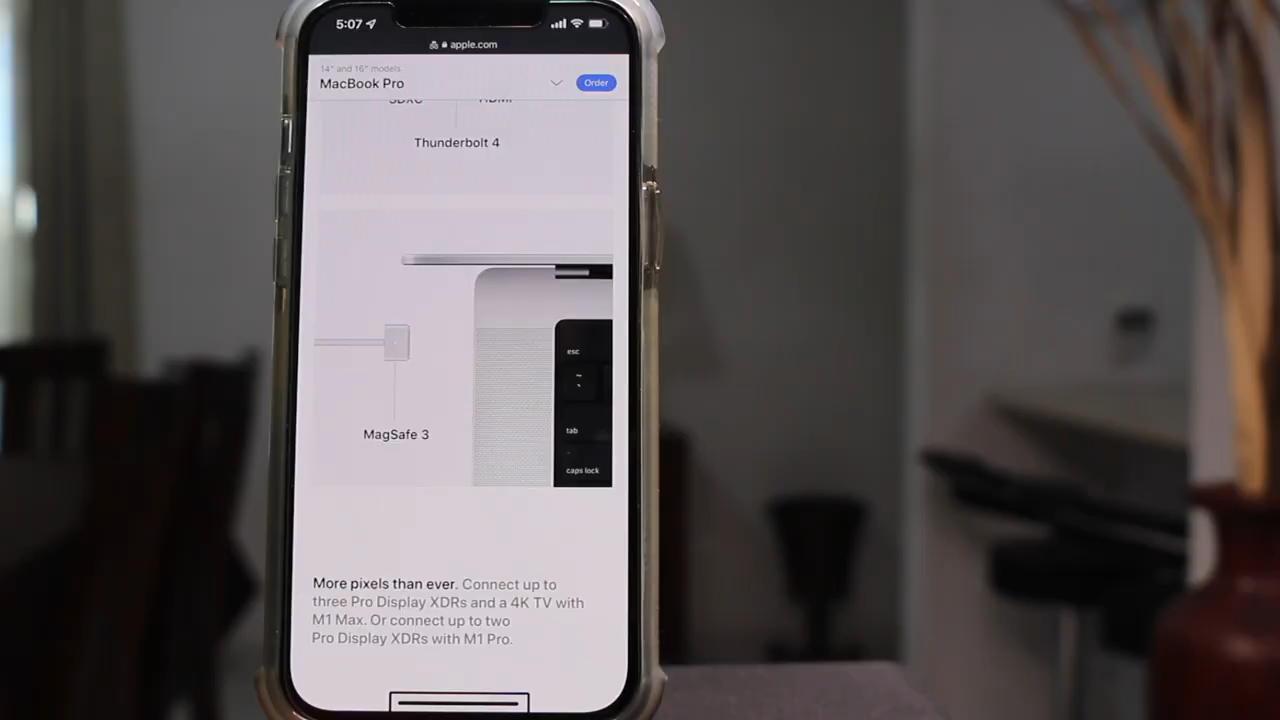 5:07
apple.com
14" and 16" models
MacBook Pro
Order
SDXC HDMI
Thunderbolt 4
esc
~
tab
caps lock
MagSafe 3
More pixels than ever. Connect up to
three Pro Display XDRs and a 4K TV with
M1 Max. Or connect up to two
Pro Display XDRs with M1 Pro.